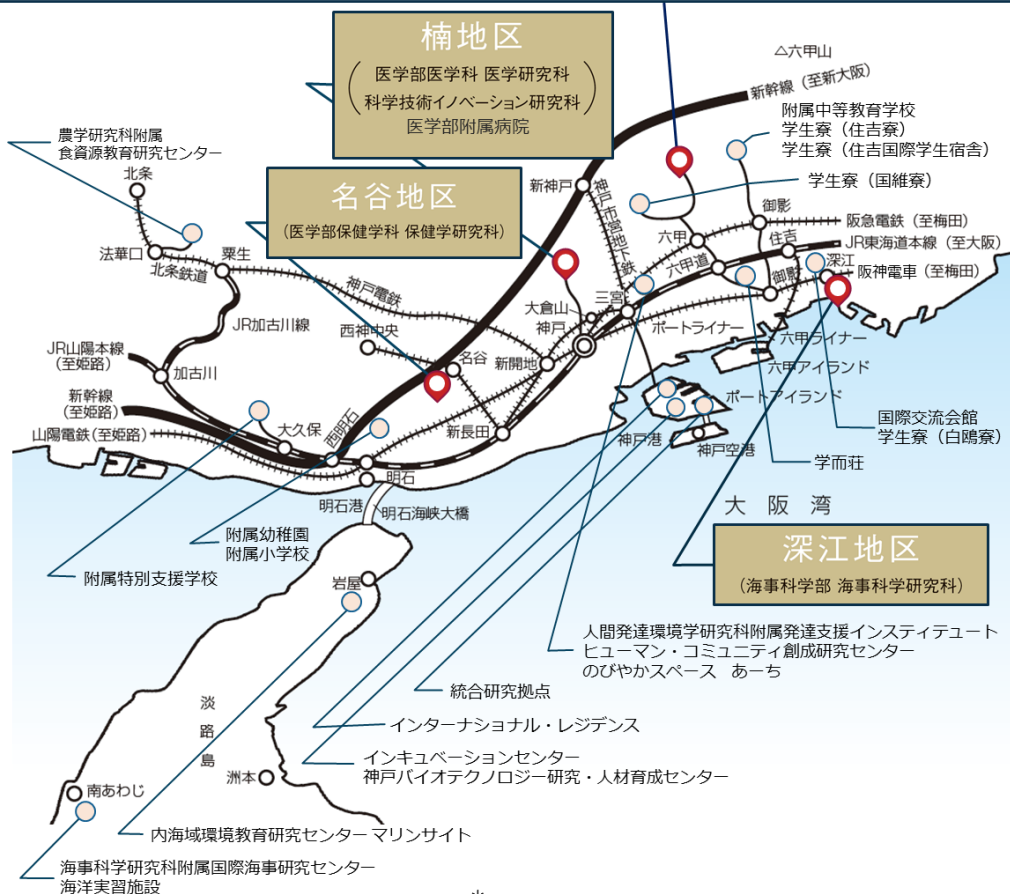 楠地区
医学部医学科 医学研究科
科学技術イノベーション研究科
医学部附属病院
△六甲山
新幹線（至新大阪）
附属中等教育学校
学生寮（住吉寮）
学生寮（住吉国際学生宿舎）
農学研究科附属
食資源教育研究センター
北条
名谷地区
(医学部保健学科 保健学研究科)
新神戸
神戸市営地下鉄
学生寮（国維寮）
御影
阪急電鉄（至梅田）
六甲
住吉
JR東海道本線（至大阪）
法華口
北条鉄道
粟生
六甲道
深江
御影
阪神電車（至梅田）
神戸電鉄
大倉山
三宮
神戸
ポートライナー
JR加古川線
西神中央
六甲ライナー
JR山陽本線
（至姫路）
加古川
名谷
新開地
六甲アイランド
新幹線
（至姫路）
ポートアイランド
国際交流会館
学生寮（白鴎寮）
山陽電鉄（至姫路）
大久保
西明石
新長田
神戸港
神戸空港
学而荘
明石
明石港
明石海峡大橋
大阪湾
附属幼稚園
附属小学校
附属特別支援学校
深江地区
（海事科学部 海事科学研究科）
岩屋
人間発達環境学研究科附属発達支援インスティテュート
ヒューマン・コミュニティ創成研究センター
のびやかスペース あーち
統合研究拠点
淡路島
インターナショナル・レジデンス
インキュベーションセンター
神戸バイオテクノロジー研究・人材育成センター
洲本
南あわじ
内海域環境教育研究センター マリンサイト
海事科学研究科附属国際海事研究センター
海洋実習施設